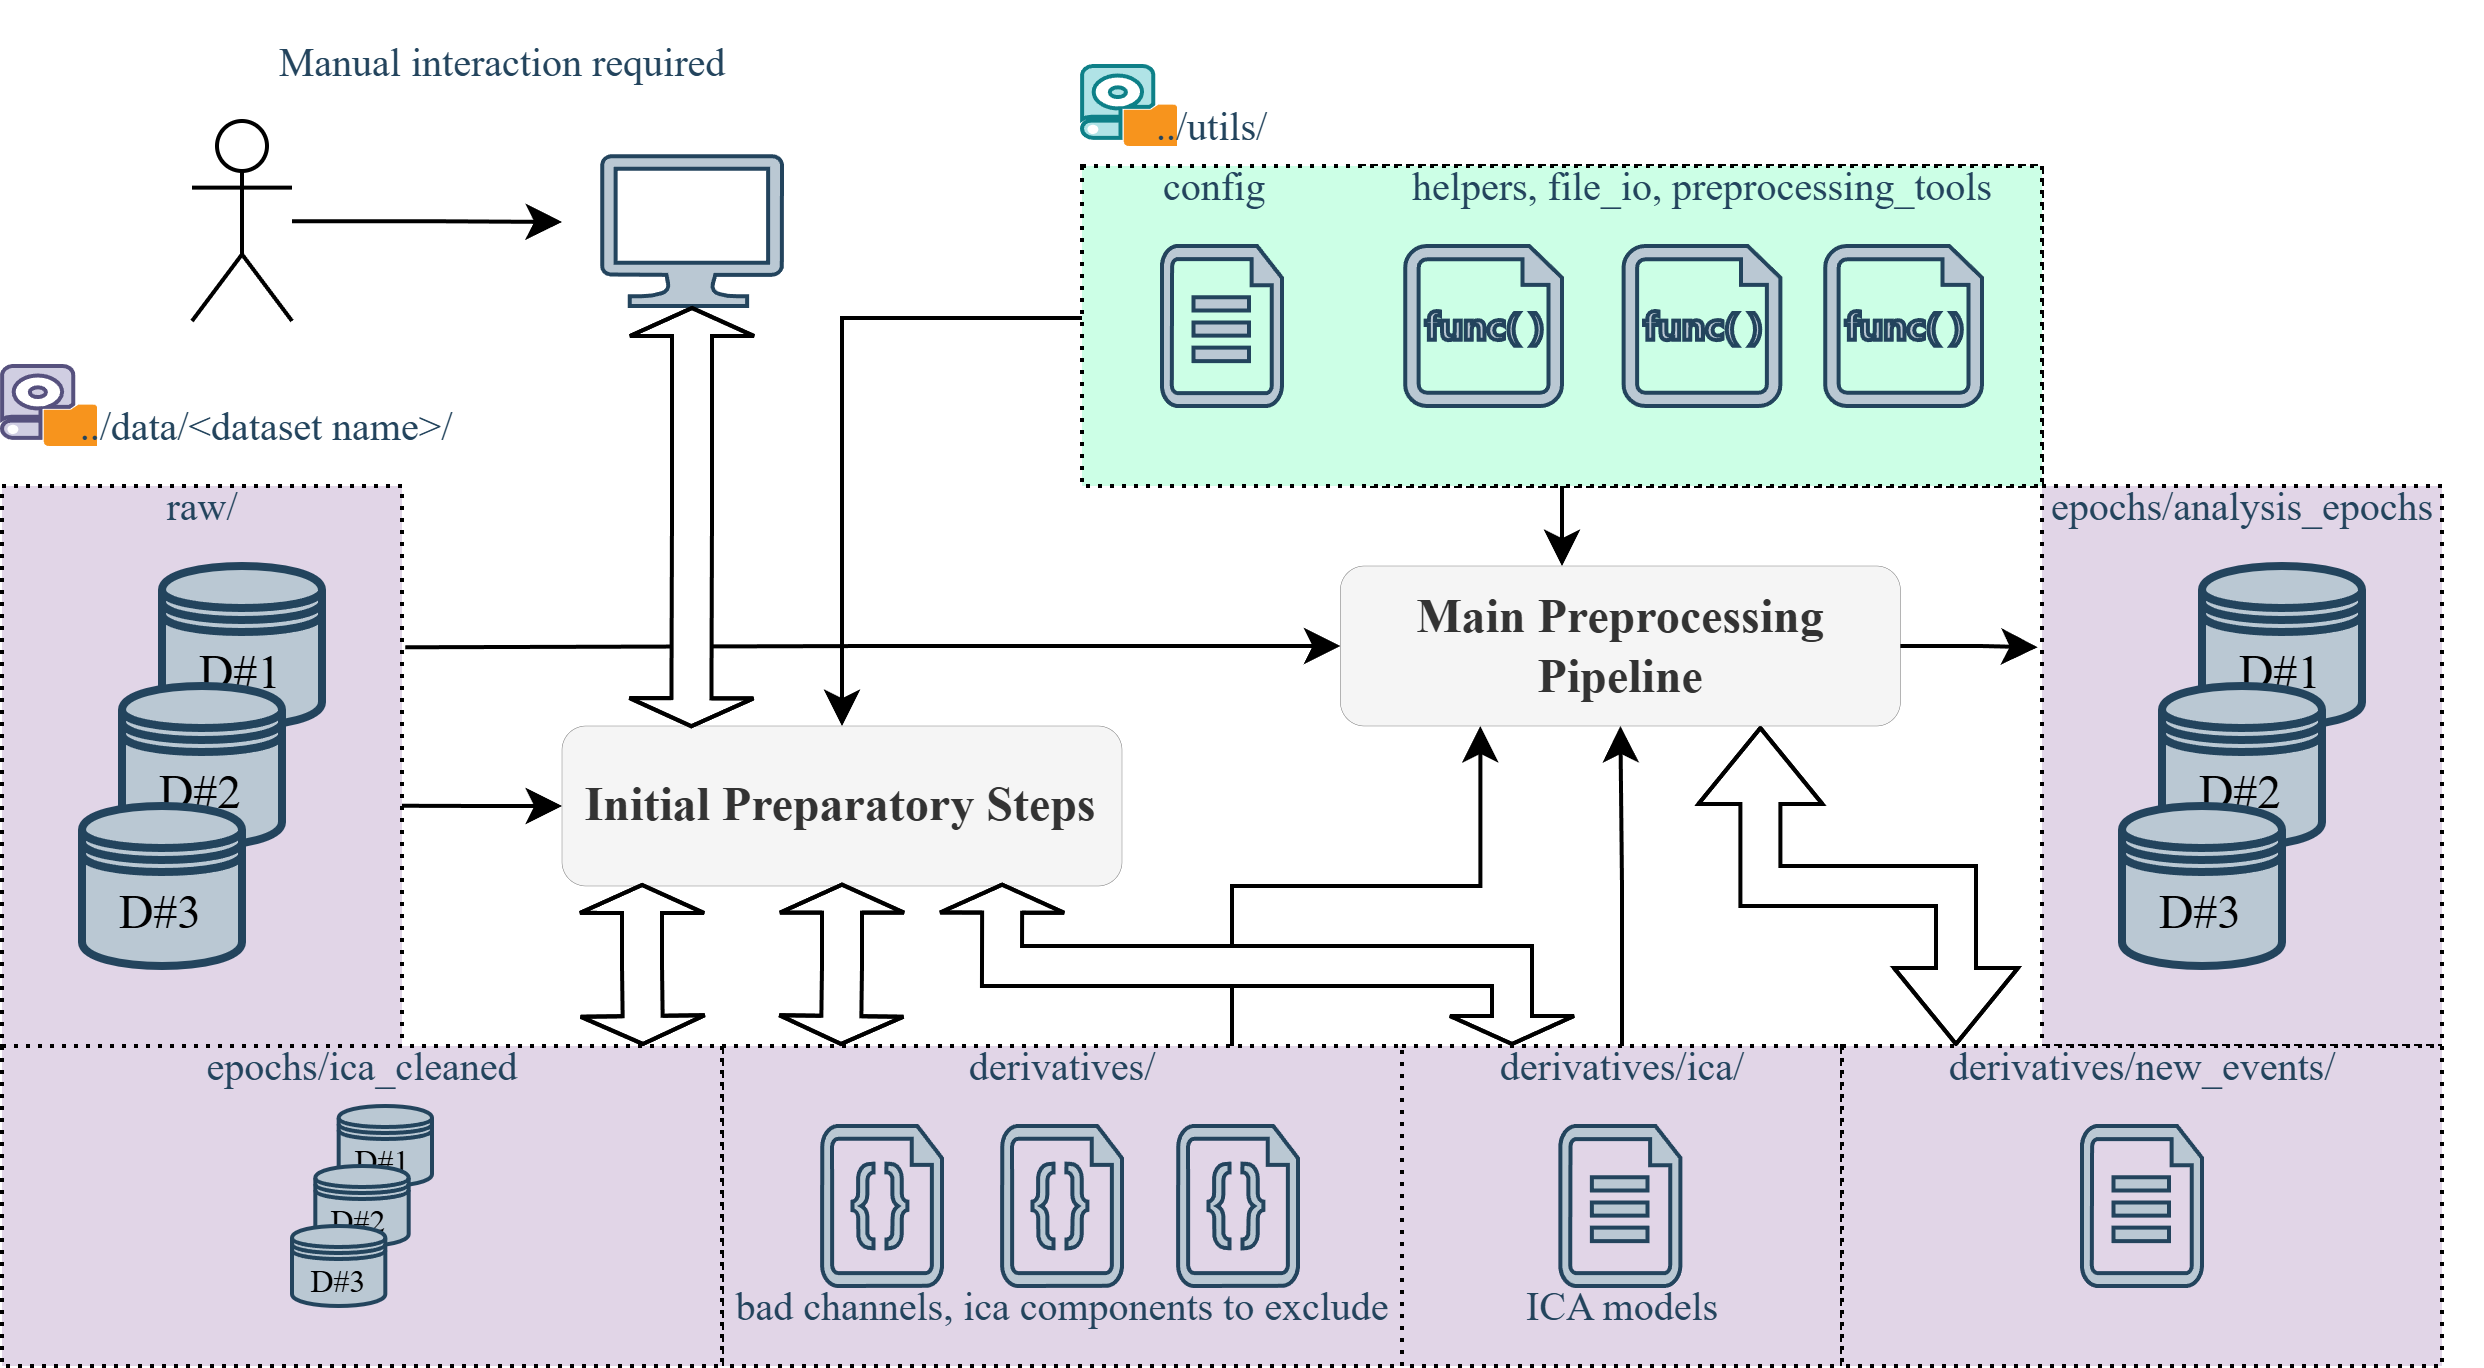 Manual interaction required
../utils/
config
helpers, file_io, preprocessing_tools
func()
func()
func()
../data/<dataset name>/
raw/
D#1
D#2
D#3
epochs/analysis_epochs
D#1
D#2
D#3
Main Preprocessing
Pipeline
Initial Preparatory Steps
epochs/ica_cleaned
D#1
D#2
D#3
derivatives/
{}
{}
{}
bad channels, ica components to exclude
derivatives/ica/
ICA models
derivatives/new_events/